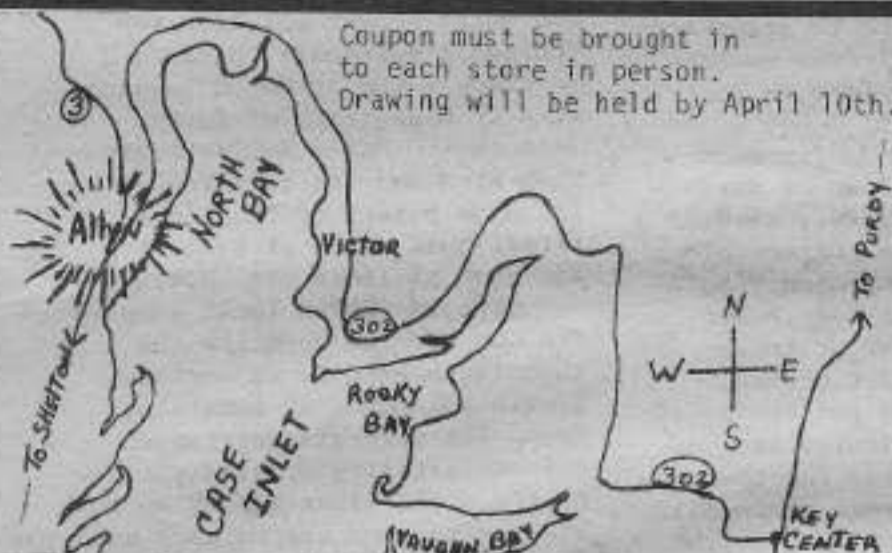 Coupon must be brought in
to each store in person.
Drawing will be held by April 10th
3
Allyn
NORTH
BAY
VICTOR
302
TO PURDY
N
W E
S
ROCKY
BAY
TO SHELTON
CASE
INLET
302
VAUGHN BAY
KEY
CENTER